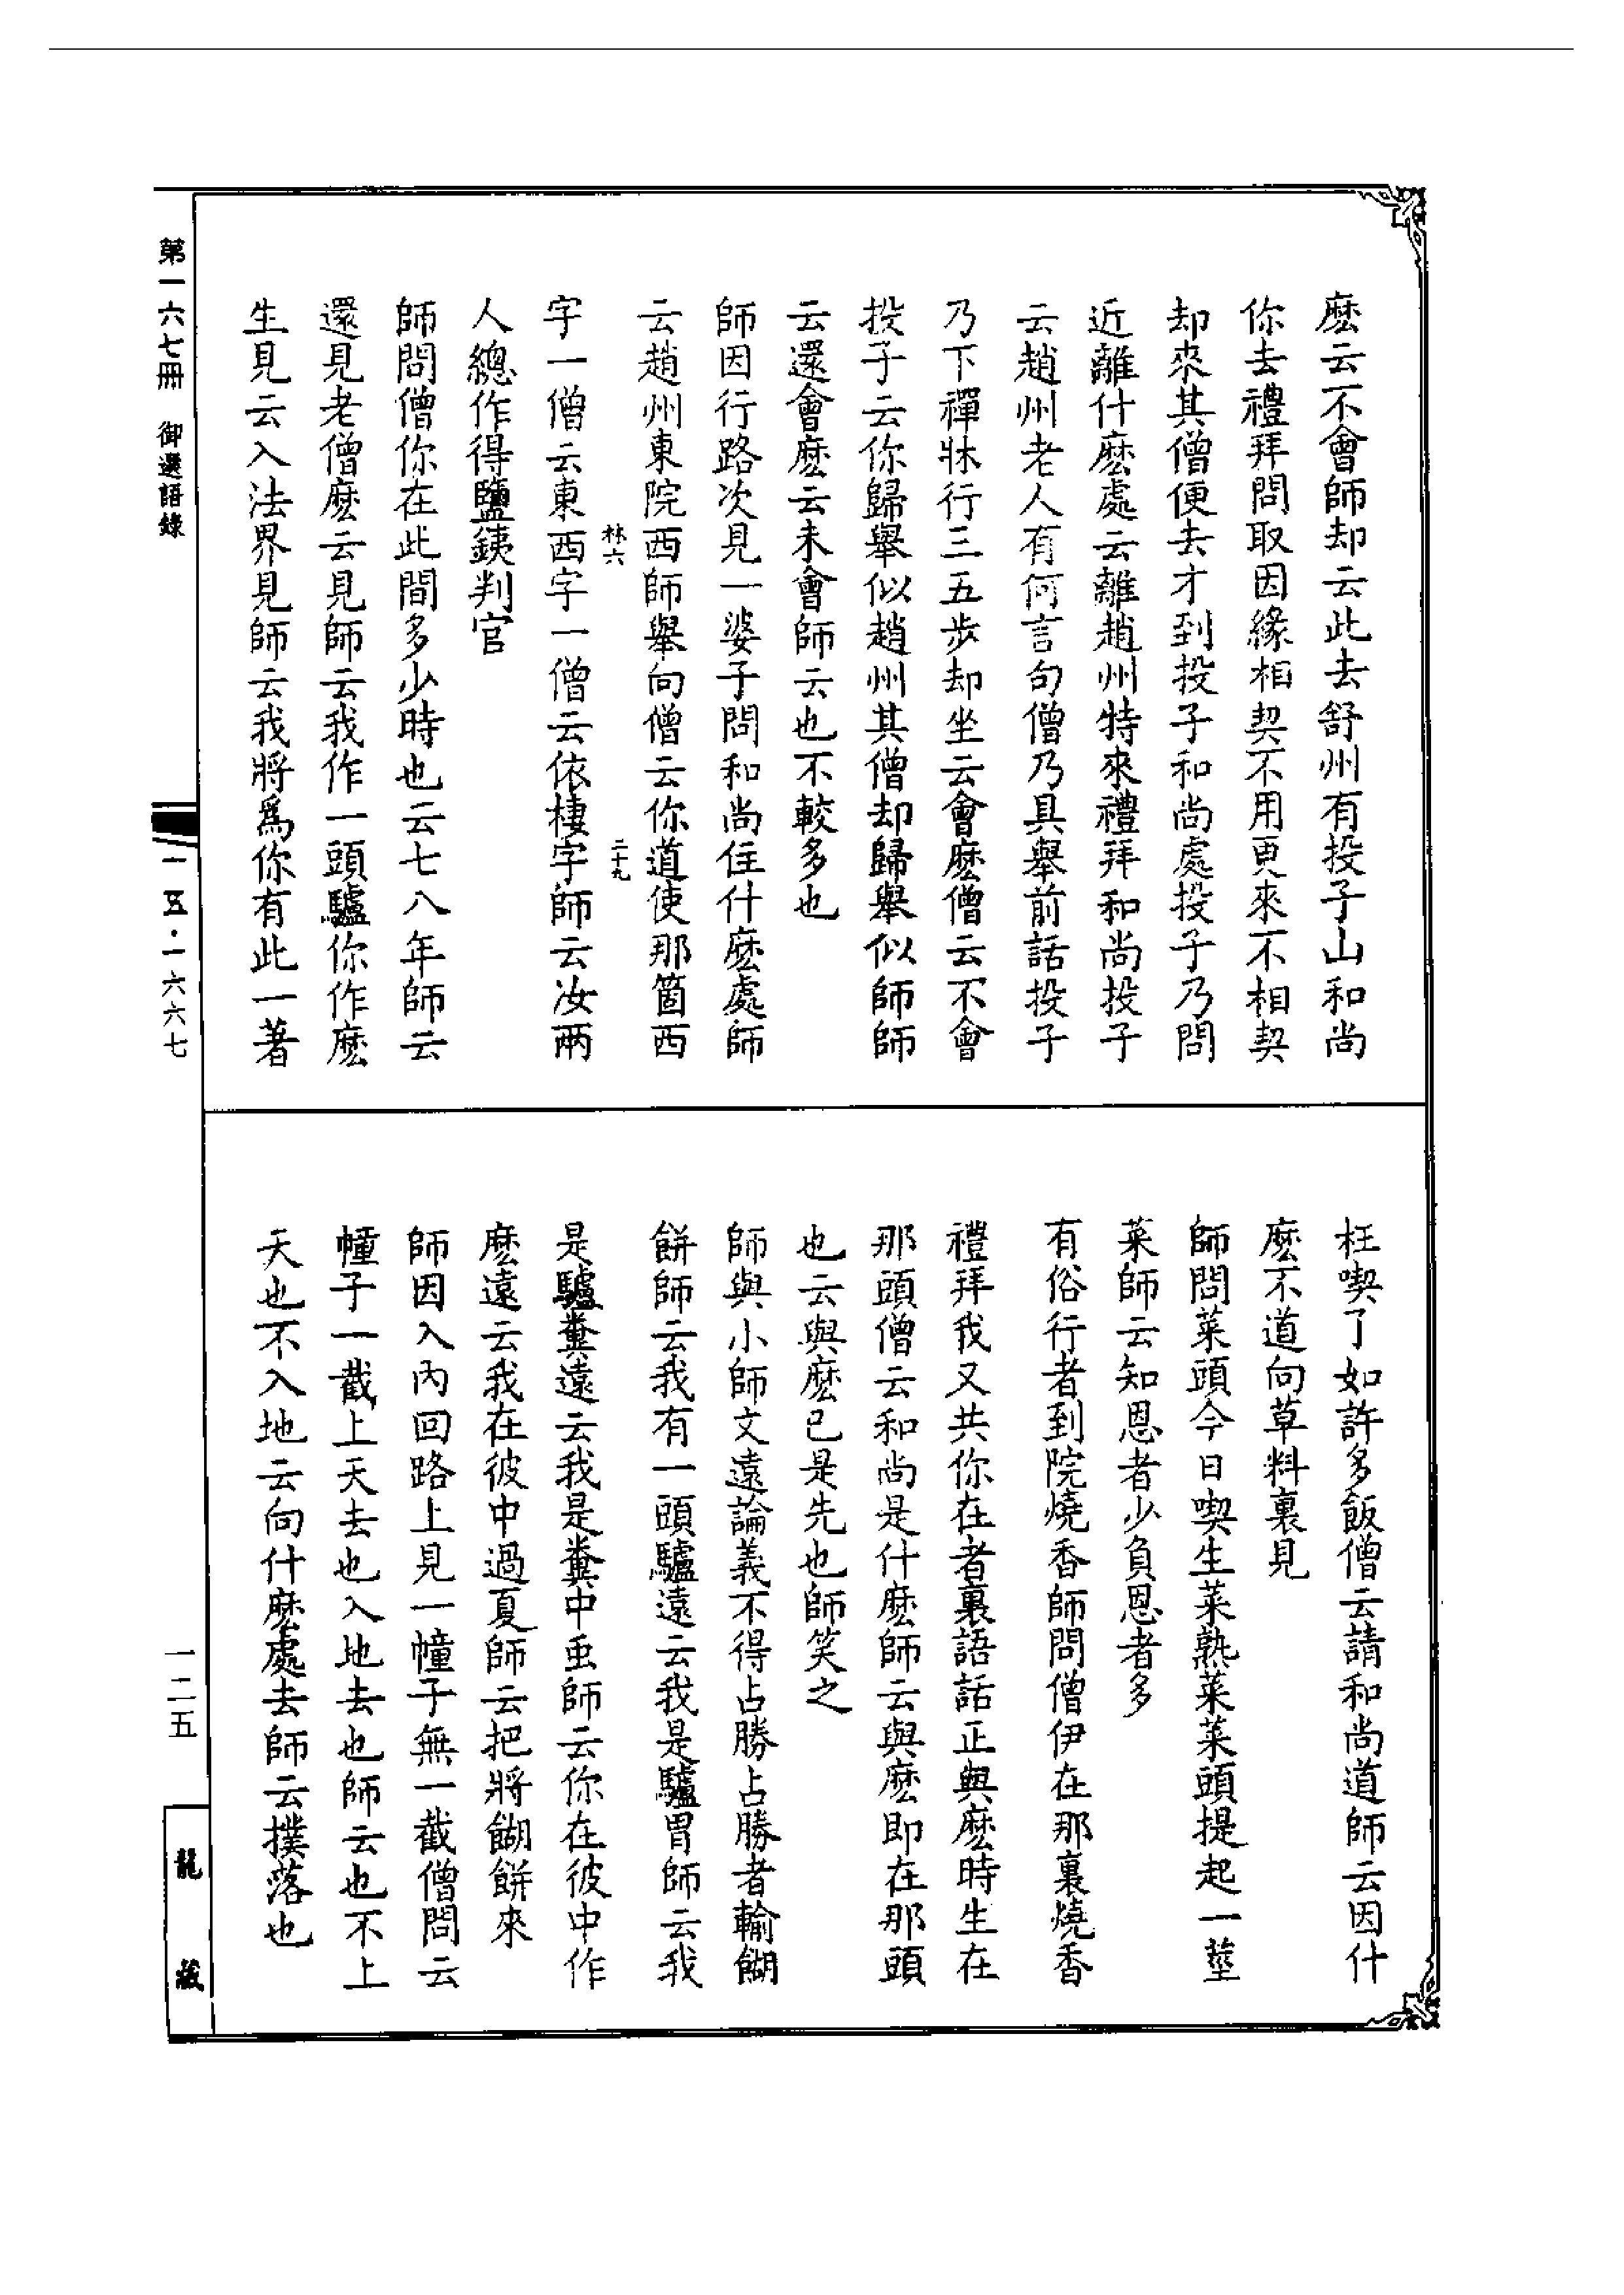 麽云不會師却云此去舒州有投子山和尚
你去禮拜問取因緣相契不用更來不相契
却來其僧便去才到投子和尚處投子乃問
近離什麽處云離趙州特來禮拜和尚投子
云趙州老人有何言句僧乃具舉前話投子
乃下禪牀行三五步却坐云會麽僧云不會
投子云你歸舉似趙州其僧却歸舉似師師
云還會麽云未會師云也不較多也
師因行路次見一婆子問和尚住什麽處師
云趙州東院西師舉向僧云你道使那箇西
林六
二十九
字一僧云東西字一僧云依棲字師云汝兩
人總作得鹽鐵判官
師問僧你在此間多少時也云七八年師云
還見老僧麽云見師云我作一頭驢你作麽
生見云入法界見師云我將爲你有此一著
枉喫了如許多飯僧云請和尚道師云因什
麽不道向草料裏見
師問菜頭今日喫生菜熟菜菜頭提起一莖
菜師云知恩者少負恩者多
有俗行者到院燒香師問僧伊在那裏燒香
禮拜我又共你在者裏語話正與麽時生在
那頭僧云和尚是什麽師云與麽即在那頭
也云與麽已是先也師笑之
師與小師文遠論義不得占勝占勝者輸餬
餅師云我有一頭驢遠云我是驢胃師云我
是驢糞遠云我是糞中䖝師云你在彼中作
麽遠云我在彼中過夏師云把將餬餅來
師因入內回路上見一幢子無一截僧問云
幢子一截上天去也入地去也師云也不上
天也不入地云向什麽處去師云撲落也
第一六七冊　御選語錄
一五·一六六七
一二五
龍藏